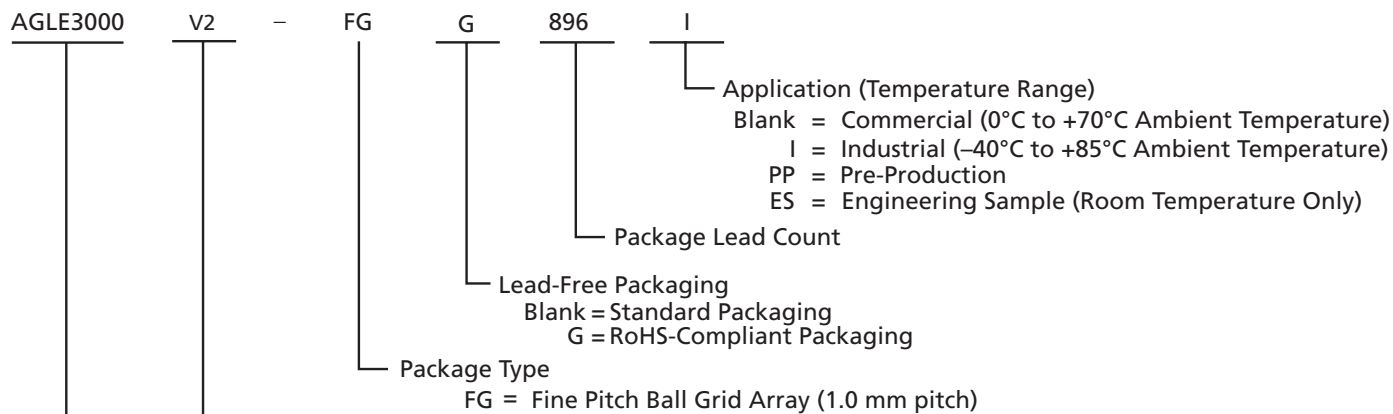 AGLE3000 V2 – FG G 896 I
Application (Temperature Range)
Blank = Commercial (0°C to +70°C Ambient Temperature)
I = Industrial (–40°C to +85°C Ambient Temperature)
PP = Pre-Production
ES = Engineering Sample (Room Temperature Only)
Package Lead Count
Lead-Free Packaging
Blank = Standard Packaging
G = RoHS-Compliant Packaging
Package Type
FG = Fine Pitch Ball Grid Array (1.0 mm pitch)